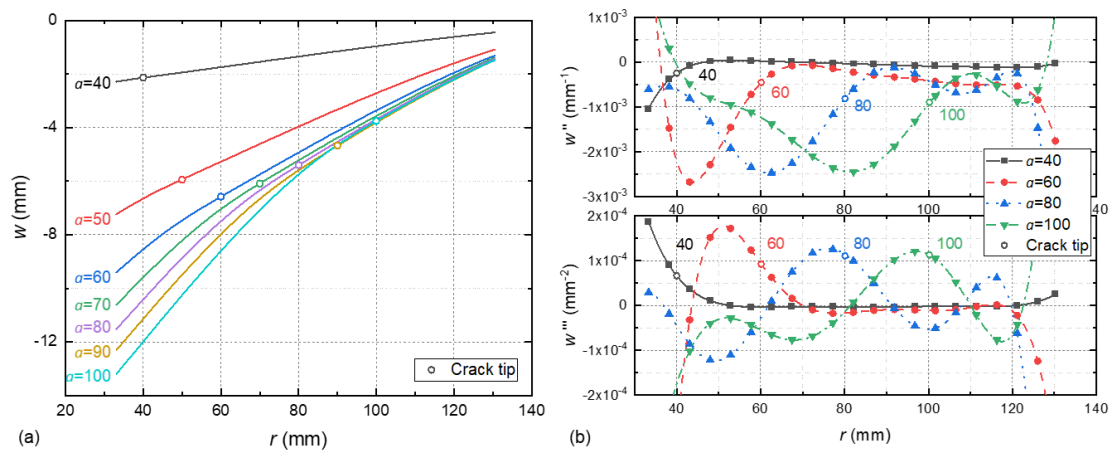 0
-4
-8
-12
w (mm)
a=40
a=50
a=60
a=70
a=80
a=90
a=100
Crack tip
20 40 60 80 100 120 140
r (mm)
(a)
1x10⁻³
0
-1x10⁻³
-2x10⁻³
-3x10⁻³
w'' (mm⁻¹)
40
60
80
100
2x10⁻⁴
1x10⁻⁴
0
-1x10⁻⁴
-2x10⁻⁴
w''' (mm⁻²)
40
60
80
100
a=40
a=60
a=80
a=100
Crack tip
40 60 80 100 120 140
r (mm)
(b)